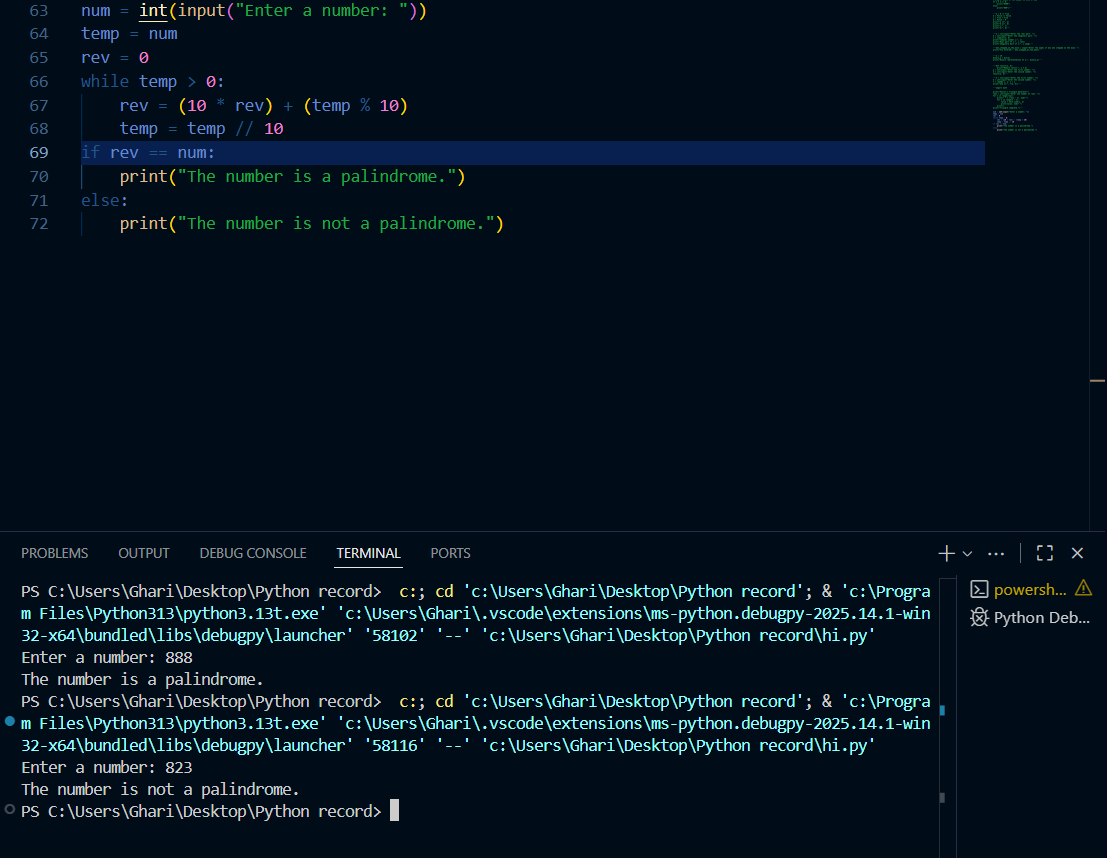 63 num = int(input("Enter a number: "))
64 temp = num
65 rev = 0
66 while temp > 0:
67     rev = (10 * rev) + (temp % 10)
68     temp = temp // 10
69 if rev == num:
70     print("The number is a palindrome.")
71 else:
72     print("The number is not a palindrome.")
PROBLEMS OUTPUT DEBUG CONSOLE TERMINAL PORTS
PS C:\Users\Ghari\Desktop\Python record>  c:; cd 'c:\Users\Ghari\Desktop\Python record'; & 'c:\Progra
m Files\Python313\python3.13t.exe' 'c:\Users\Ghari\.vscode\extensions\ms-python.debugpy-2025.14.1-win
32-x64\bundled\libs\debugpy\launcher' '58102' '--' 'c:\Users\Ghari\Desktop\Python record\hi.py'
Enter a number: 888
The number is a palindrome.
PS C:\Users\Ghari\Desktop\Python record>  c:; cd 'c:\Users\Ghari\Desktop\Python record'; & 'c:\Progra
m Files\Python313\python3.13t.exe' 'c:\Users\Ghari\.vscode\extensions\ms-python.debugpy-2025.14.1-win
32-x64\bundled\libs\debugpy\launcher' '58116' '--' 'c:\Users\Ghari\Desktop\Python record\hi.py'
Enter a number: 823
The number is not a palindrome.
PS C:\Users\Ghari\Desktop\Python record>
powersh...
Python Deb...